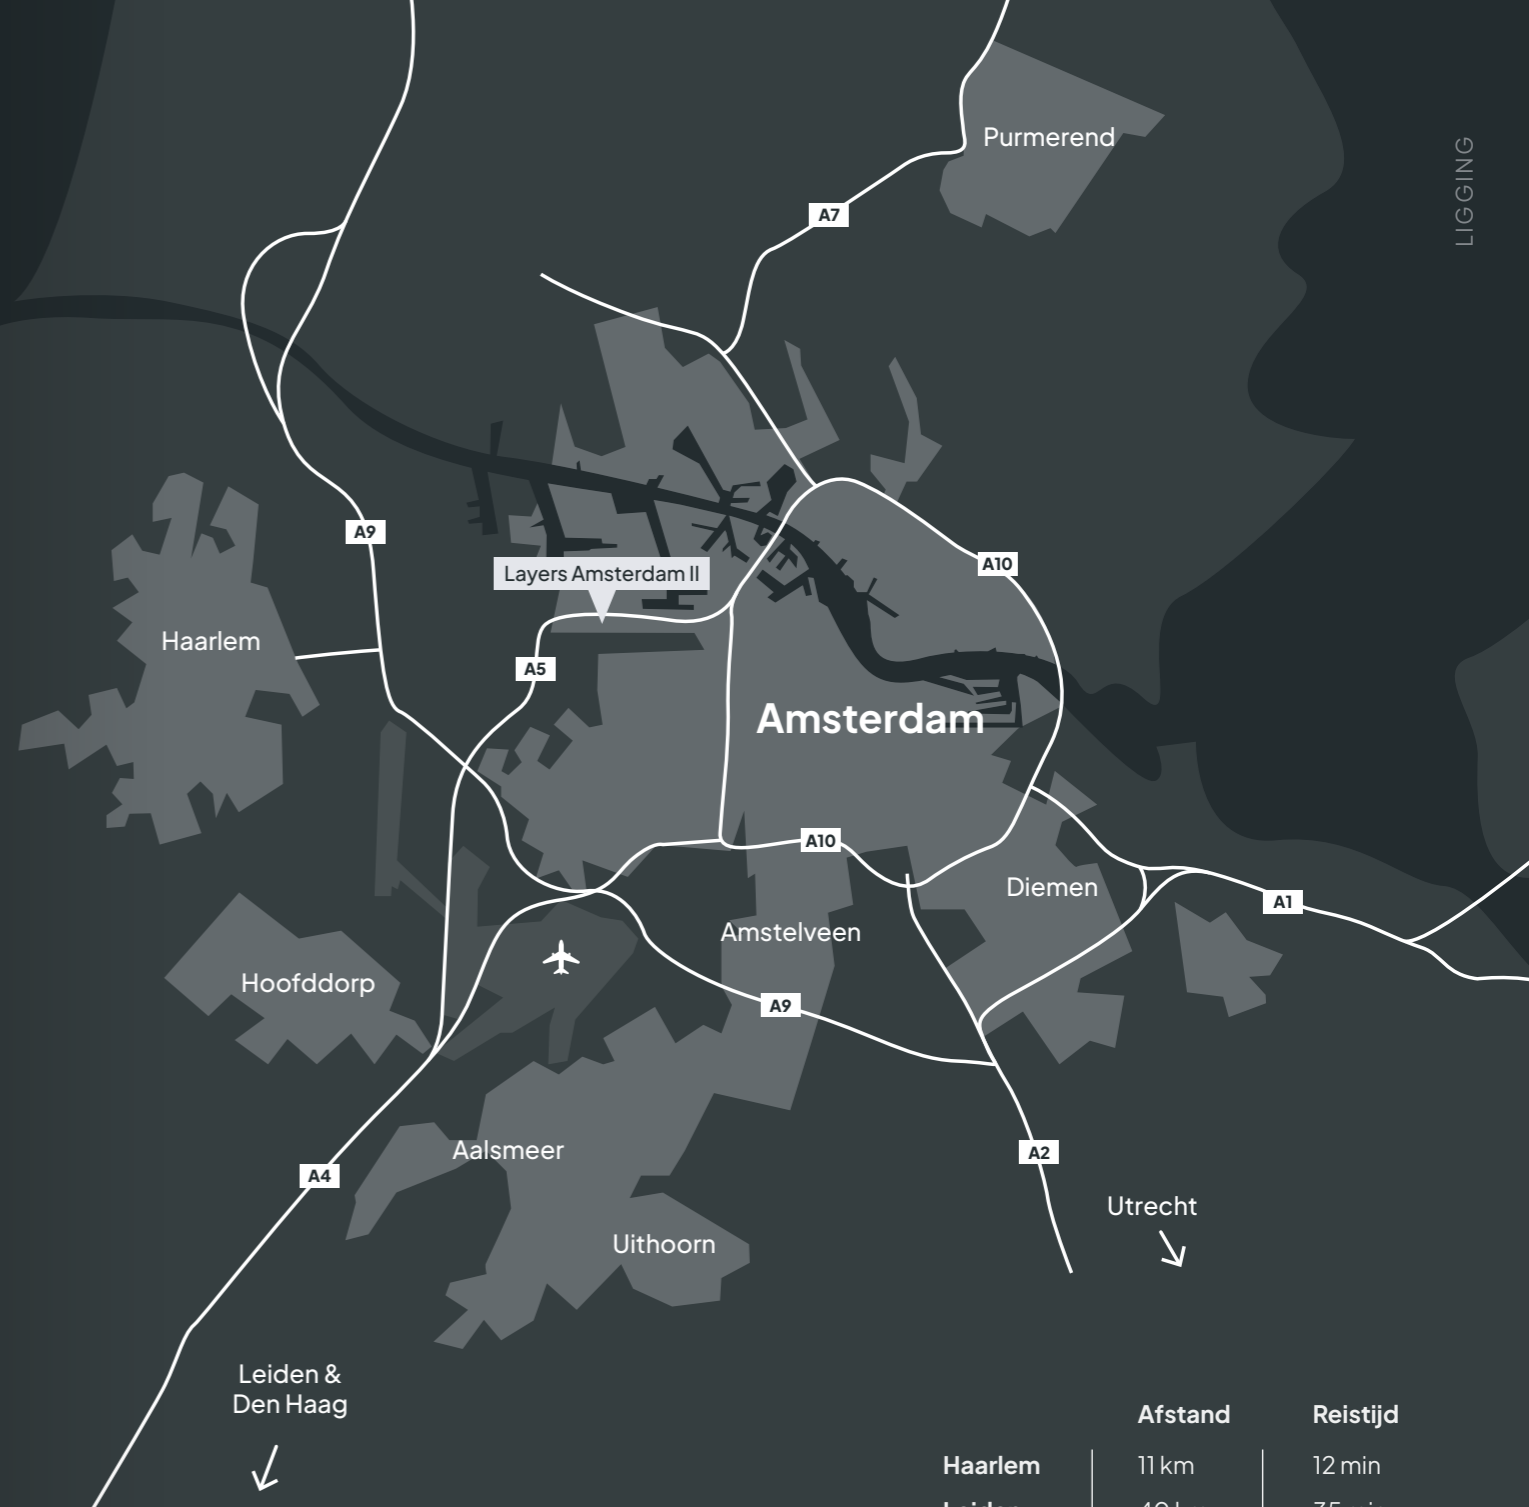 Purmerend
LIGGING
A7
A9
A10
Layers Amsterdam II
Haarlem
A5
Amsterdam
A10
Diemen
A1
Amstelveen
Hoofddorp
A9
Aalsmeer
A2
A4
Utrecht
Uithoorn
Leiden &
Den Haag
Afstand Reistijd
Haarlem 11 km 12 min